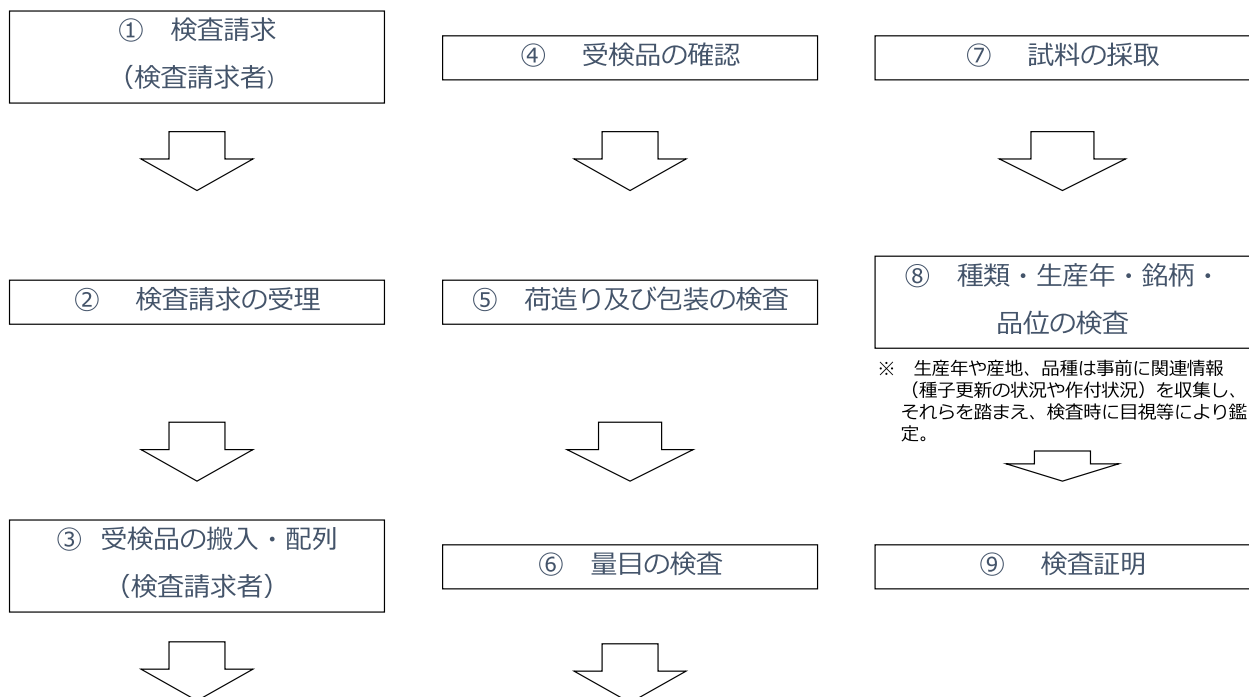 ① 検査請求
（検査請求者）
② 検査請求の受理
③ 受検品の搬入・配列
（検査請求者）
④ 受検品の確認
⑤ 荷造り及び包装の検査
⑥ 量目の検査
⑦ 試料の採取
⑧ 種類・生産年・銘柄・
品位の検査
※ 生産年や産地、品種は事前に関連情報
（種子更新の状況や作付状況）を収集し、
それらを踏まえ、検査時に目視等により鑑
定。
⑨ 検査証明